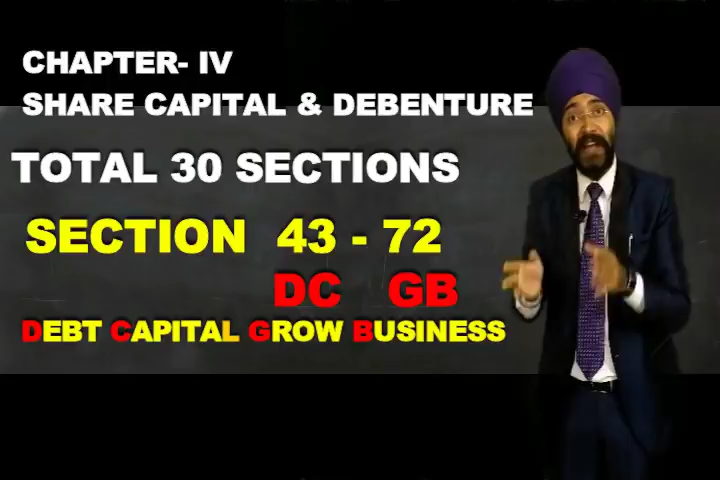 CHAPTER- IV
SHARE CAPITAL & DEBENTURE
TOTAL 30 SECTIONS
SECTION 43 - 72
DC GB
DEBT CAPITAL GROW BUSINESS